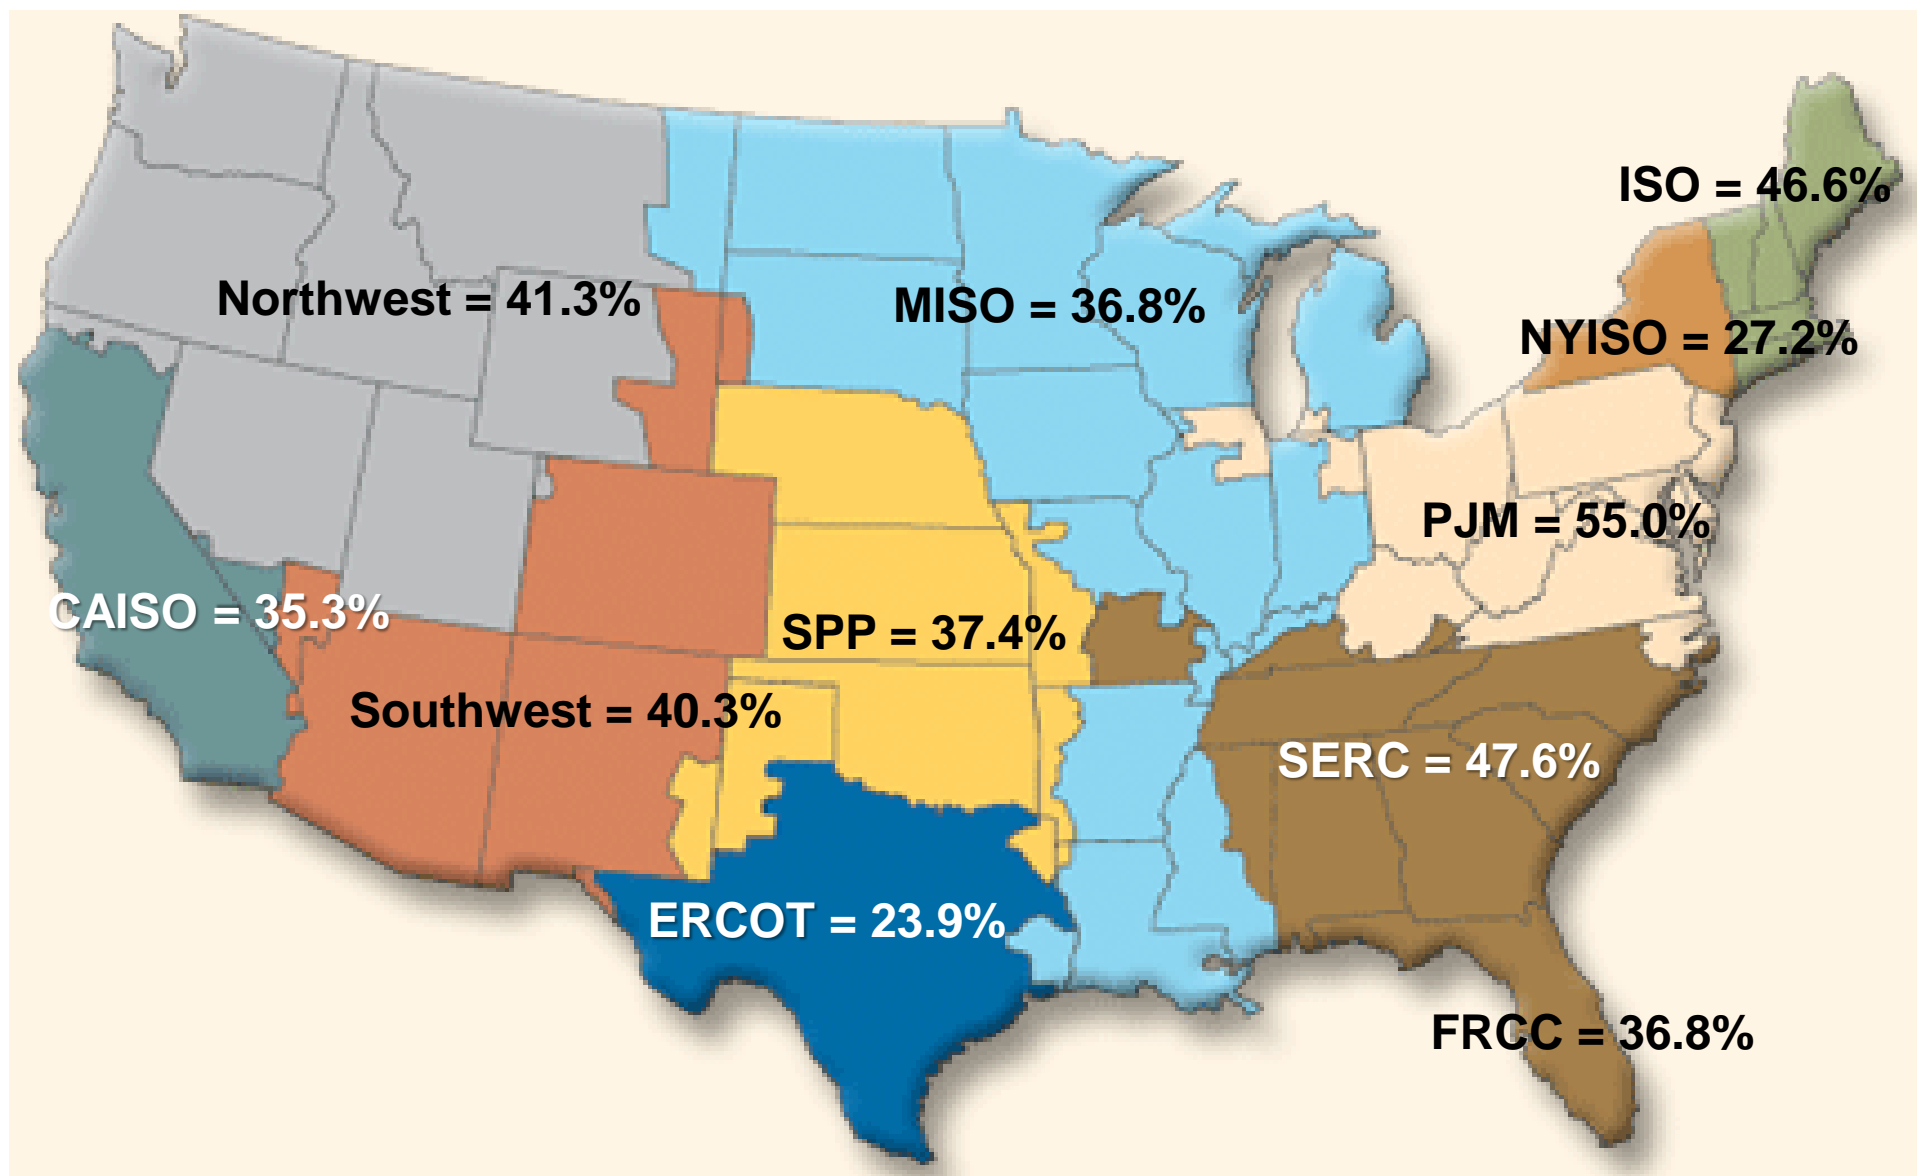 ISO = 46.6%
Northwest = 41.3%
MISO = 36.8%
NYISO = 27.2%
PJM = 55.0%
CAISO = 35.3%
SPP = 37.4%
Southwest = 40.3%
SERC = 47.6%
ERCOT = 23.9%
FRCC = 36.8%